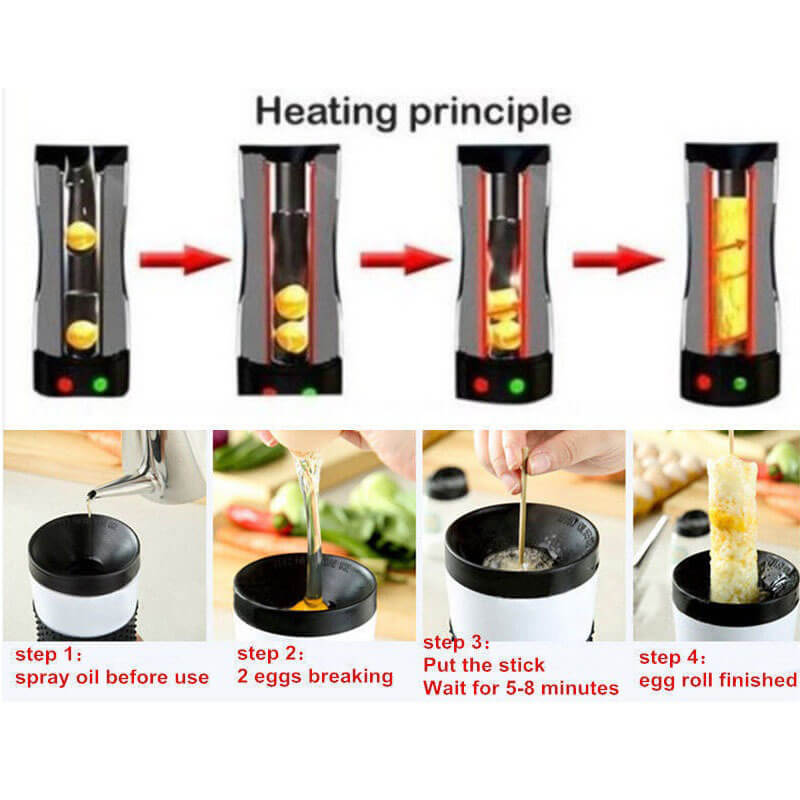 Heating principle
step 1：
spray oil before use
step 2：
2 eggs breaking
step 3：
Put the stick
Wait for 5-8 minutes
step 4：
egg roll finished